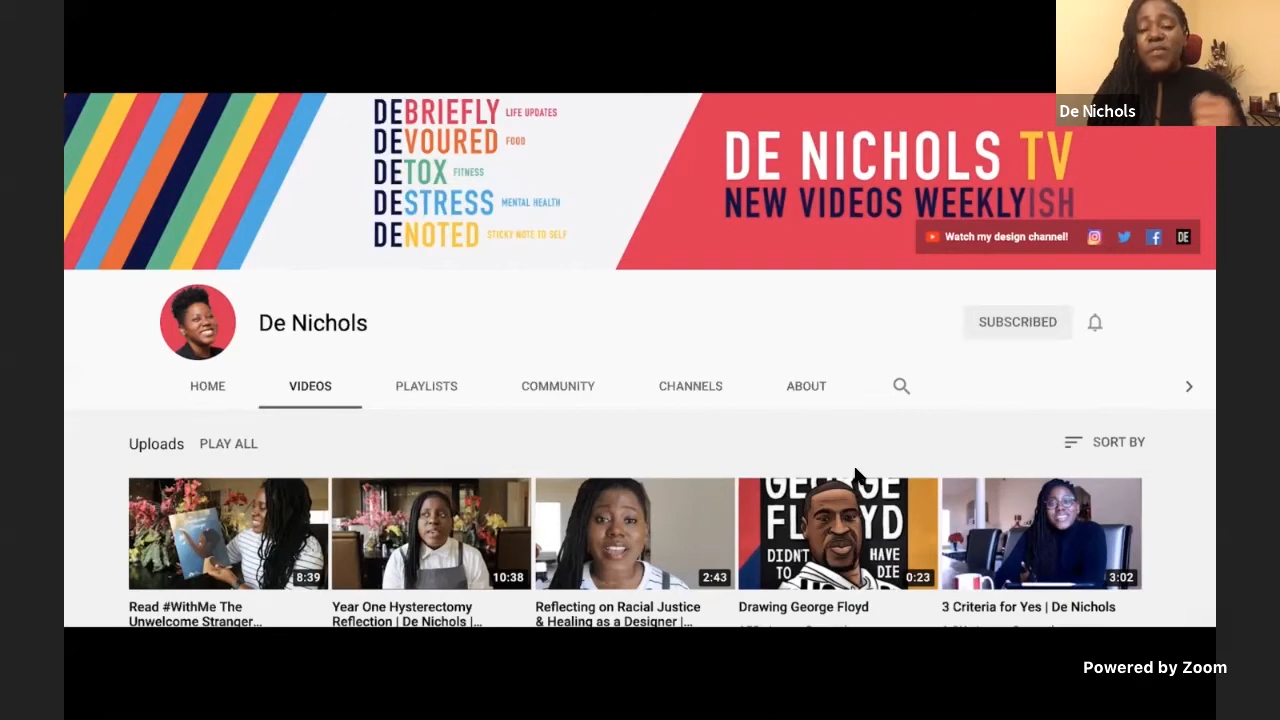 De Nichols
DEBRIEFLY LIFE UPDATES
DEVOURED FOOD
DETOX FITNESS
DESTRESS MENTAL HEALTH
DENOTED STICKY NOTE TO SELF
DE NICHOLS TV
NEW VIDEOS WEEKLYISH
Watch my design channel!
DE
De Nichols
SUBSCRIBED
HOME
VIDEOS
PLAYLISTS
COMMUNITY
CHANNELS
ABOUT
Uploads
PLAY ALL
SORT BY
GEORGE
FLOYD
DIDNT HAVE
TO DIE
8:39
10:38
2:43
0:23
3:02
Read #WithMe The
Unwelcome Stranger...
Year One Hysterectomy
Reflection | De Nichols |...
Reflecting on Racial Justice
& Healing as a Designer |...
Drawing George Floyd
3 Criteria for Yes | De Nichols
Powered by Zoom